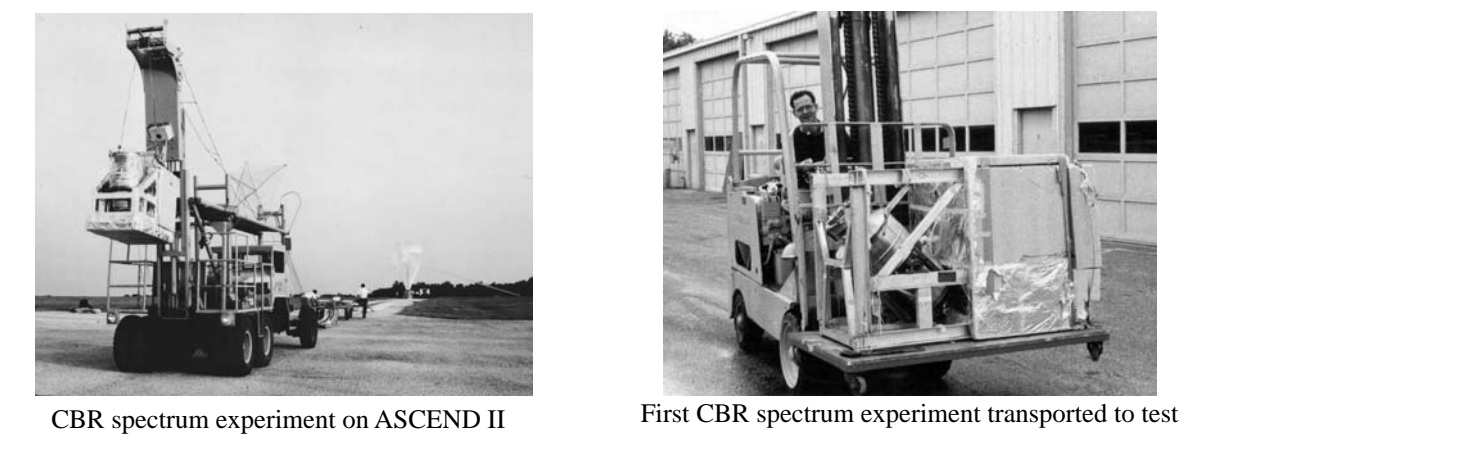 CBR spectrum experiment on ASCEND II
First CBR spectrum experiment transported to test